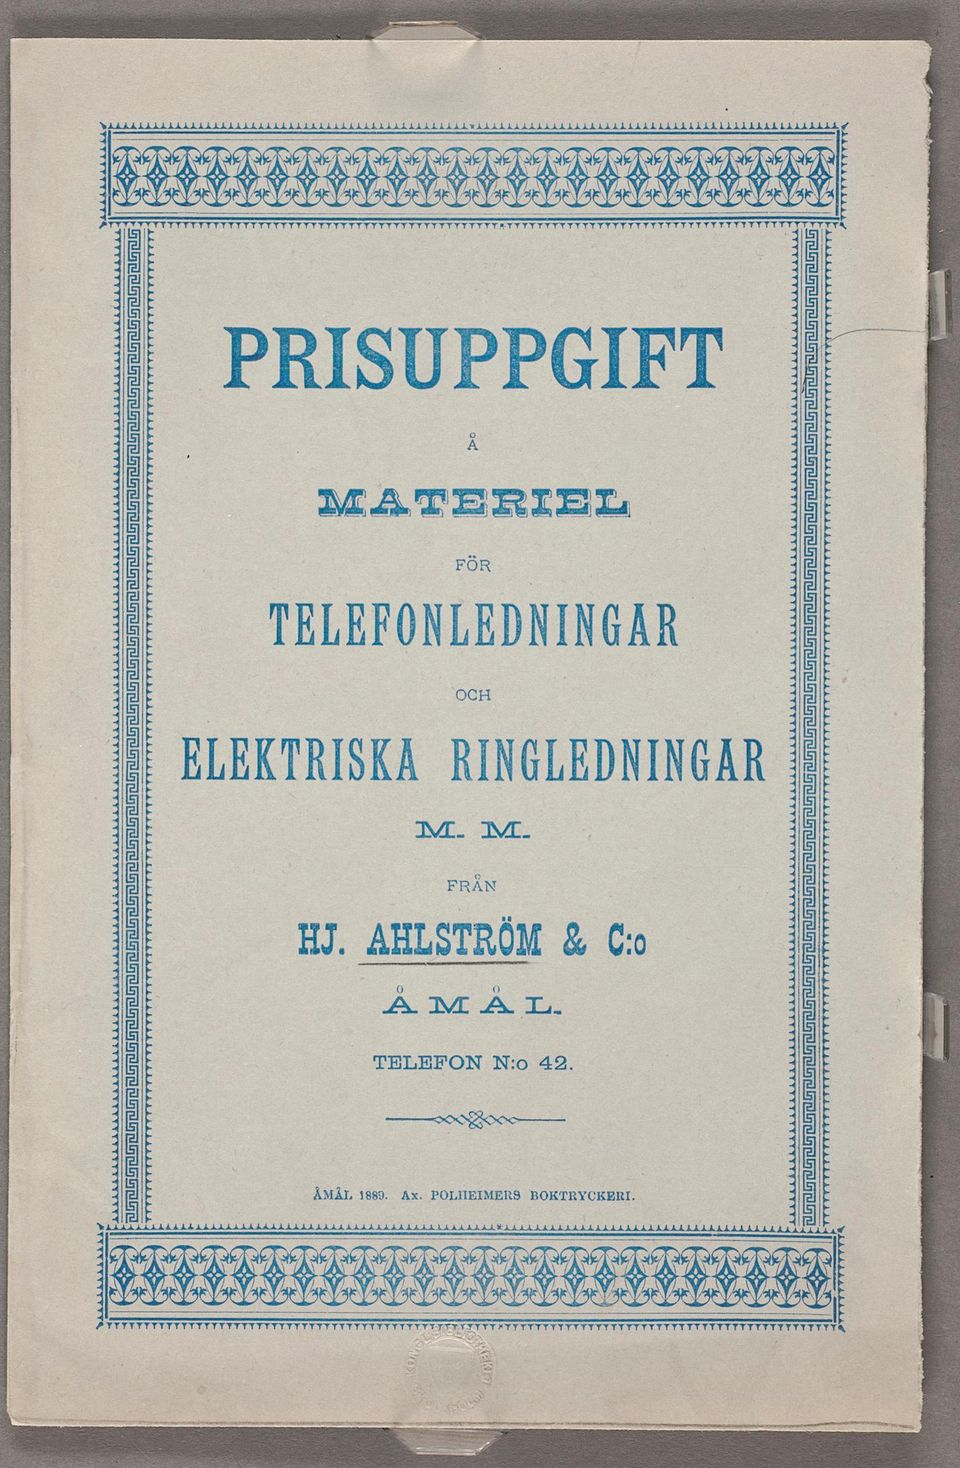 PRISUPPGIFT
Å
MATERIEL
FÖR
TELEFONLEDNINGAR
OCH
ELEKTRISKA RINGLEDNINGAR
M. M.
FRÅN
HJ. AHLSTRÖM & C:o
ÅMÅL.
TELEFON N:o 42.
ÅMÅL 1889. Ax. POLHEIMERS BOKTRYCKERI.